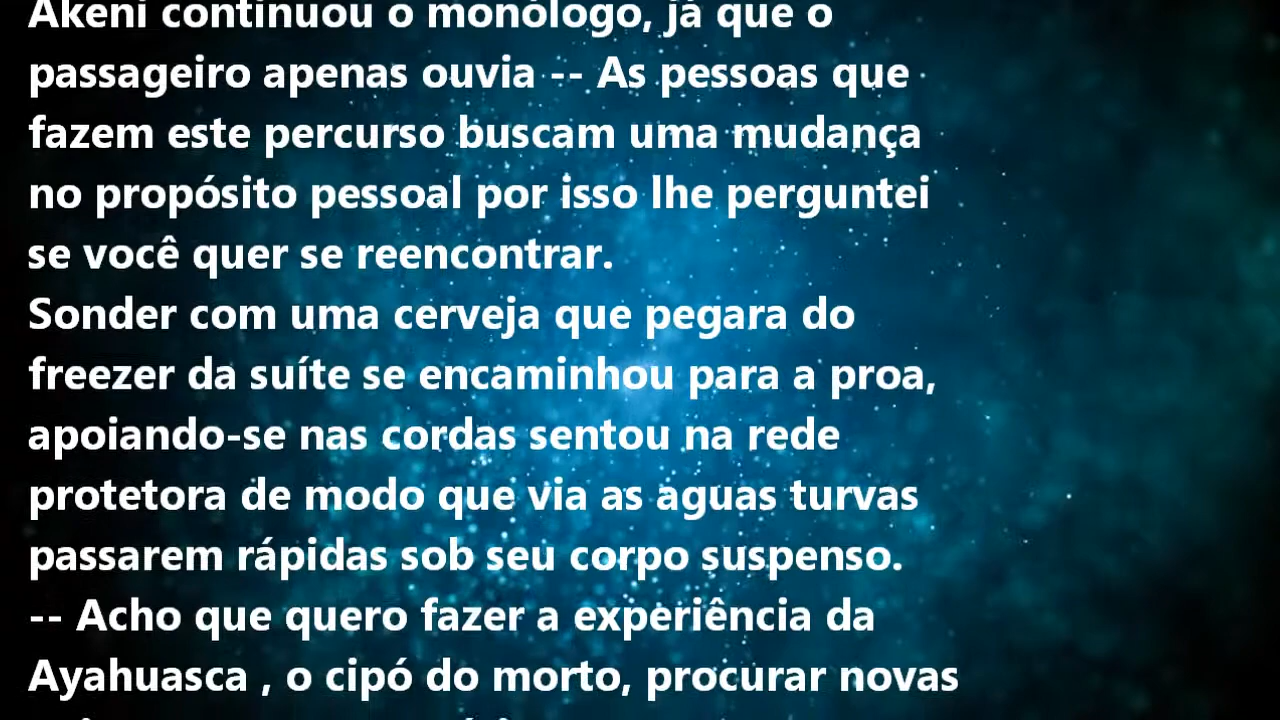 Akeni continuou o monólogo, já que o
passageiro apenas ouvia -- As pessoas que
fazem este percurso buscam uma mudança
no propósito pessoal por isso lhe perguntei
se você quer se reencontrar.
Sonder com uma cerveja que pegara do
freezer da suíte se encaminhou para a proa,
apoiando-se nas cordas sentou na rede
protetora de modo que via as aguas turvas
passarem rápidas sob seu corpo suspenso.
-- Acho que quero fazer a experiência da
Ayahuasca , o cipó do morto, procurar novas